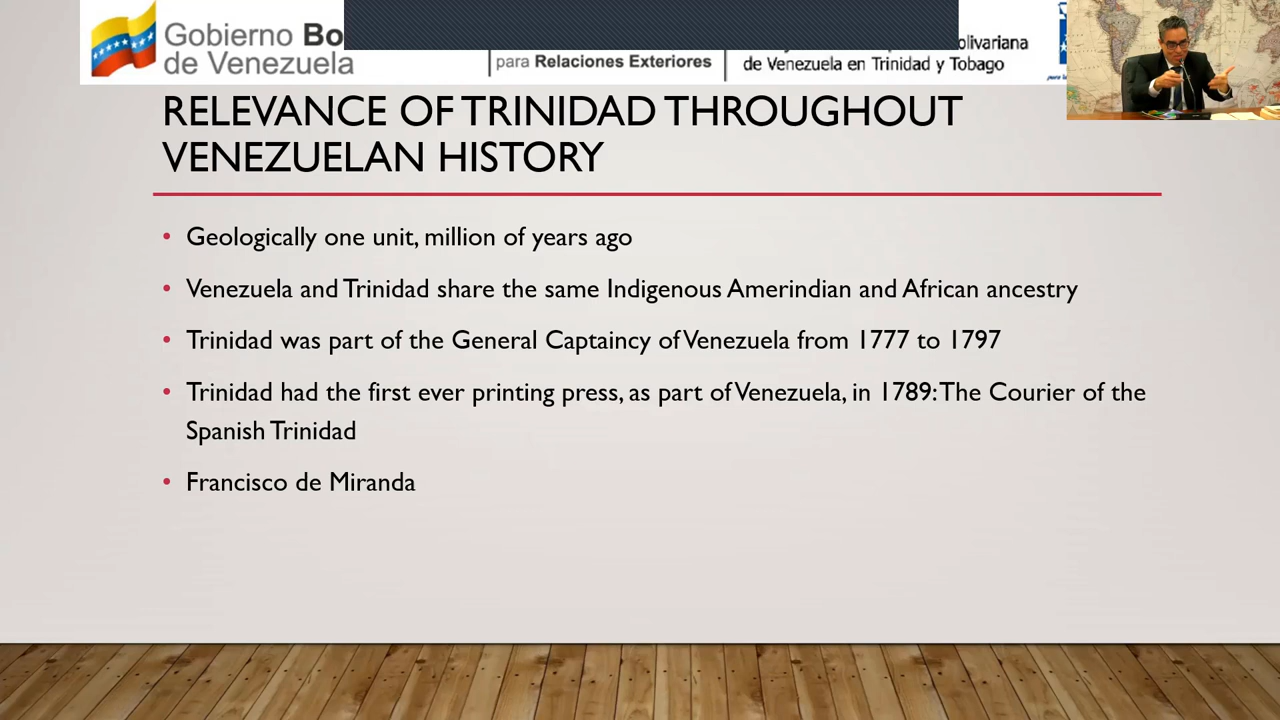 Gobierno Bo
de Venezuela
para Relaciones Exteriores
olivariana
de Venezuela en Trinidad y Tobago
RELEVANCE OF TRINIDAD THROUGHOUT
VENEZUELAN HISTORY
• Geologically one unit, million of years ago
• Venezuela and Trinidad share the same Indigenous Amerindian and African ancestry
• Trinidad was part of the General Captaincy of Venezuela from 1777 to 1797
• Trinidad had the first ever printing press, as part of Venezuela, in 1789: The Courier of the
Spanish Trinidad
• Francisco de Miranda